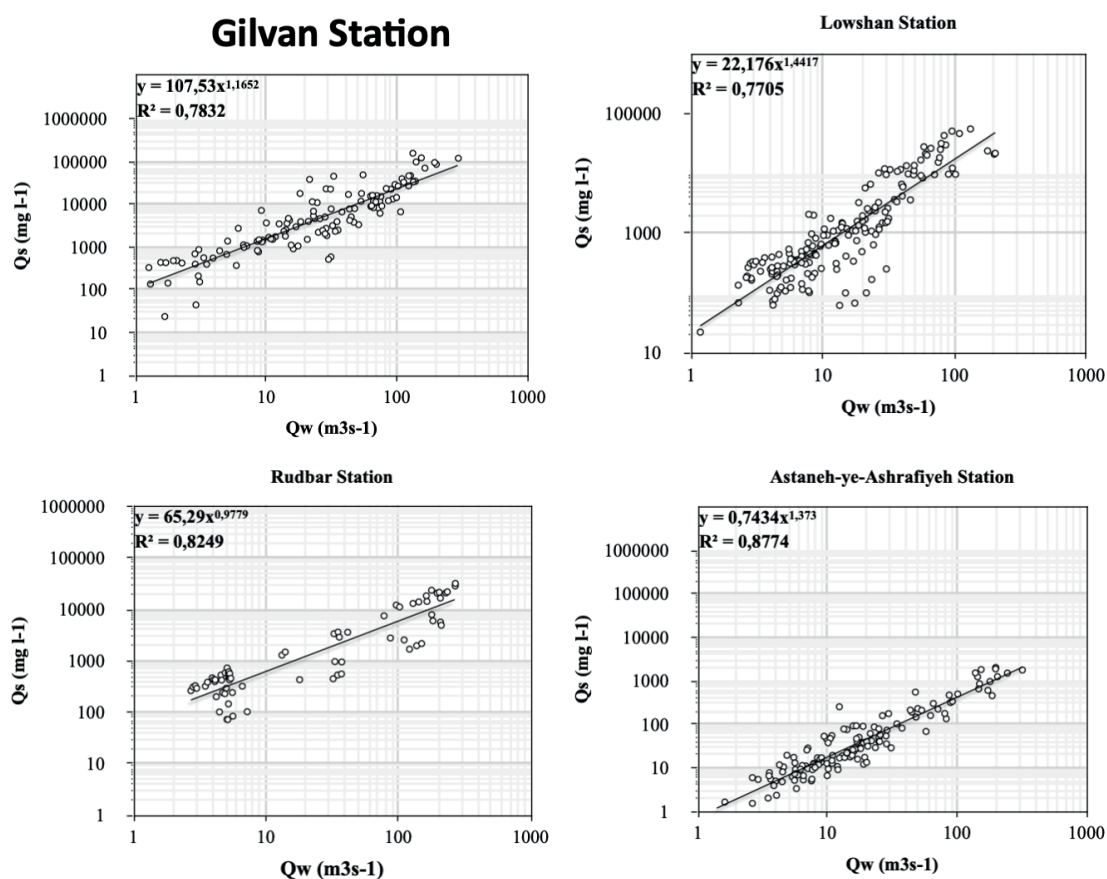 Gilvan Station
y = 107,53x1,1652
R² = 0,7832
1000000
100000
10000
1000
100
10
1
1
10
100
1000
Qs (mg l-1)
Qw (m3s-1)
Lowshan Station
y = 22,176x1,4417
R² = 0,7705
100000
1000
10
1
10
100
1000
Qs (mg l-1)
Qw (m3s-1)
Rudbar Station
y = 65,29x0,9779
R² = 0,8249
1000000
100000
10000
1000
100
10
1
1
10
100
1000
Qs (mg l-1)
Qw (m3s-1)
Astaneh-ye-Ashrafiyeh Station
y = 0,7434x1,373
R² = 0,8774
1000000
100000
10000
1000
100
10
1
1
10
100
1000
Qs (mg l-1)
Qw (m3s-1)